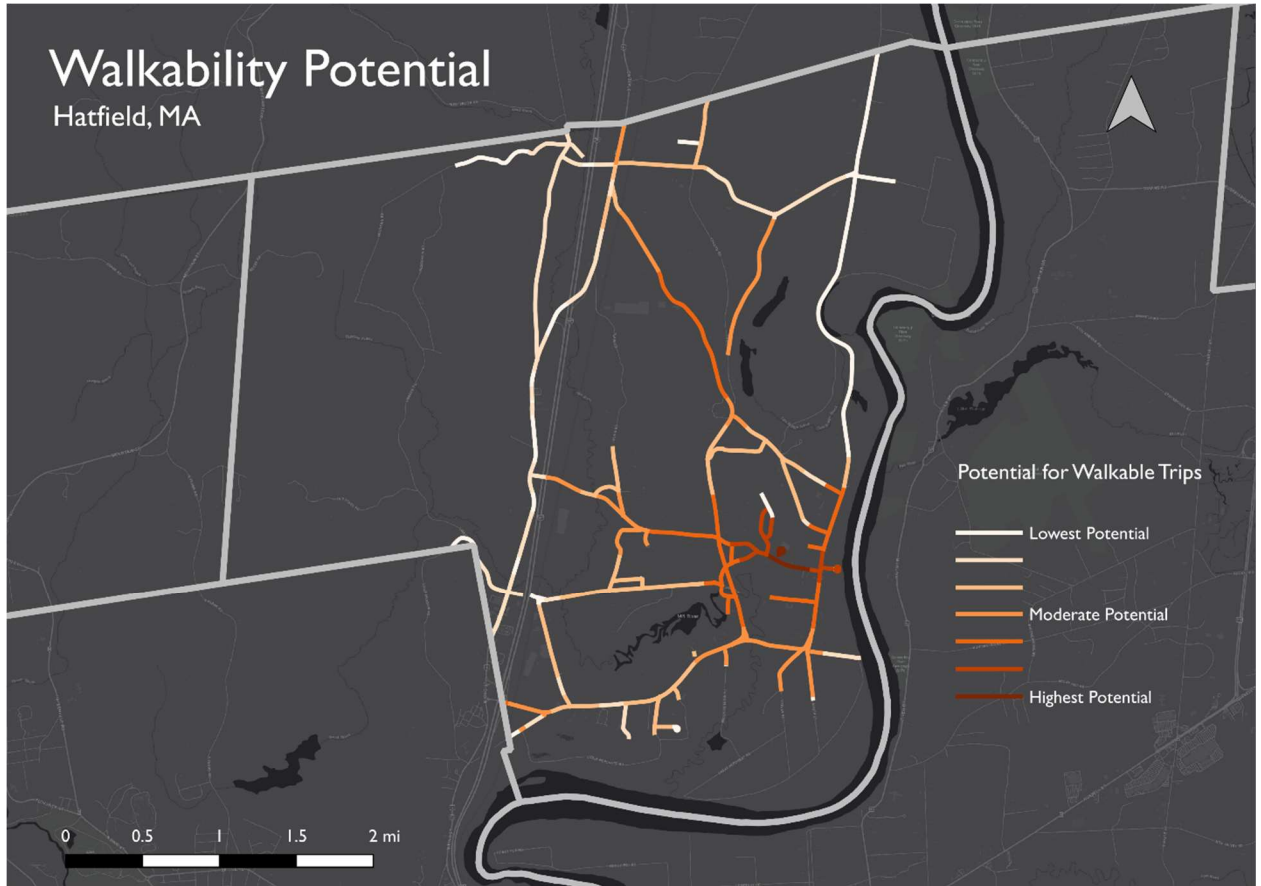 Walkability Potential
Hatfield, MA
Potential for Walkable Trips
Lowest Potential
Moderate Potential
Highest Potential
0 0.5 1 1.5 2 mi